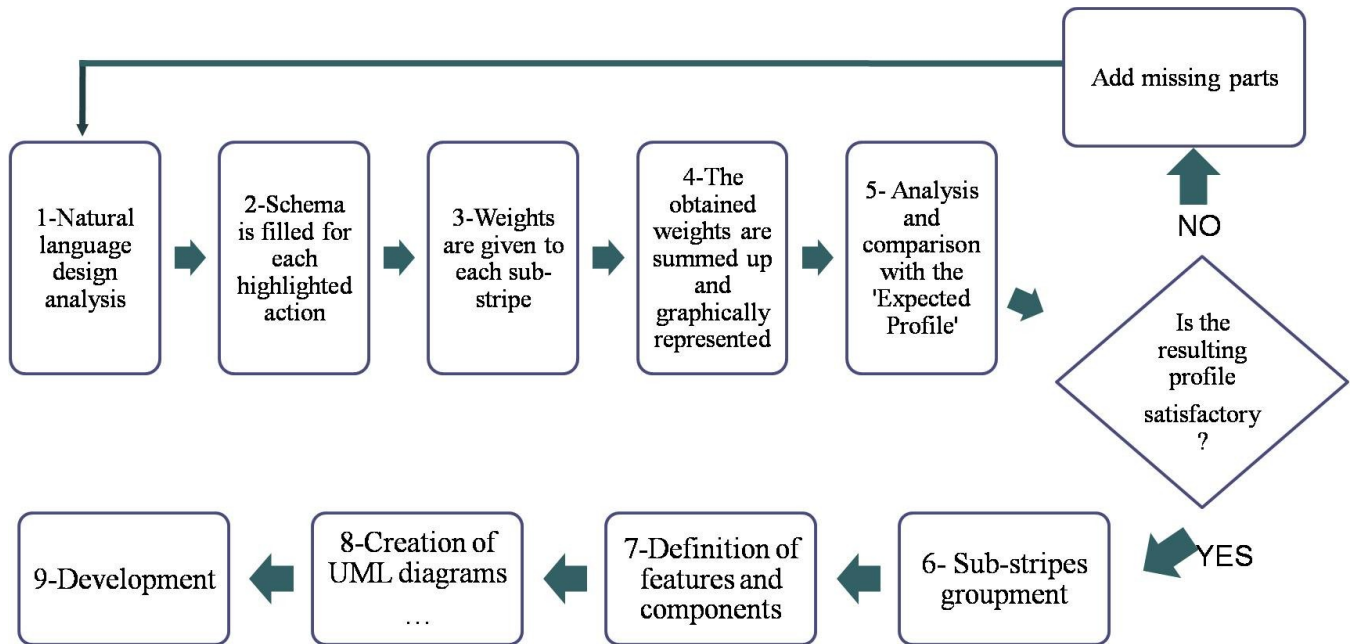 Add missing parts
1-Natural
language
design
analysis
2-Schema
is filled for
each
highlighted
action
3-Weights
are given to
each sub-
stripe
4-The
obtained
weights are
summed up
and
graphically
represented
5- Analysis
and
comparison
with the
'Expected
Profile'
NO
Is the
resulting
profile
satisfactory
?
YES
6- Sub-stripes
groupment
7-Definition of
features and
components
8-Creation of
UML diagrams
...
9-Development